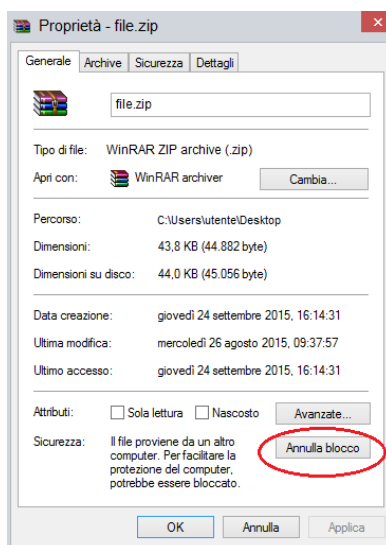 Proprietà - file.zip
Generale Archive Sicurezza Dettagli
file.zip
Tipo di file: WinRAR ZIP archive (.zip)
Apri con: WinRAR archiver Cambia...
Percorso: C:\Users\utente\Desktop
Dimensioni: 43,8 KB (44.882 byte)
Dimensioni su disco: 44,0 KB (45.056 byte)
Data creazione: giovedì 24 settembre 2015, 16:14:31
Ultima modifica: mercoledì 26 agosto 2015, 09:37:57
Ultimo accesso: giovedì 24 settembre 2015, 16:14:31
Attributi: Sola lettura Nascosto Avanzate...
Sicurezza: Il file proviene da un altro
computer. Per facilitare la
protezione del computer,
potrebbe essere bloccato.
Annulla blocco
OK Annulla Applica